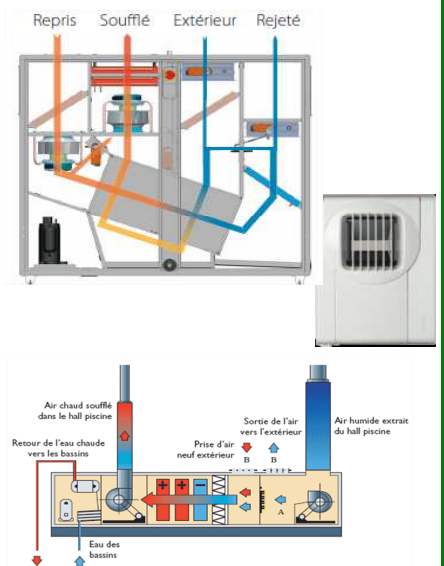 Repris Soufflé Extérieur Rejeté
Air chaud soufflé
dans le hall piscine
Sortie de l'air
vers l'extérieur
Air humide extrait
du hall piscine
Retour de l'eau chaude
vers les bassins
Prise d'air
neuf extérieur
B B
+ + –
A
Eau des
bassins